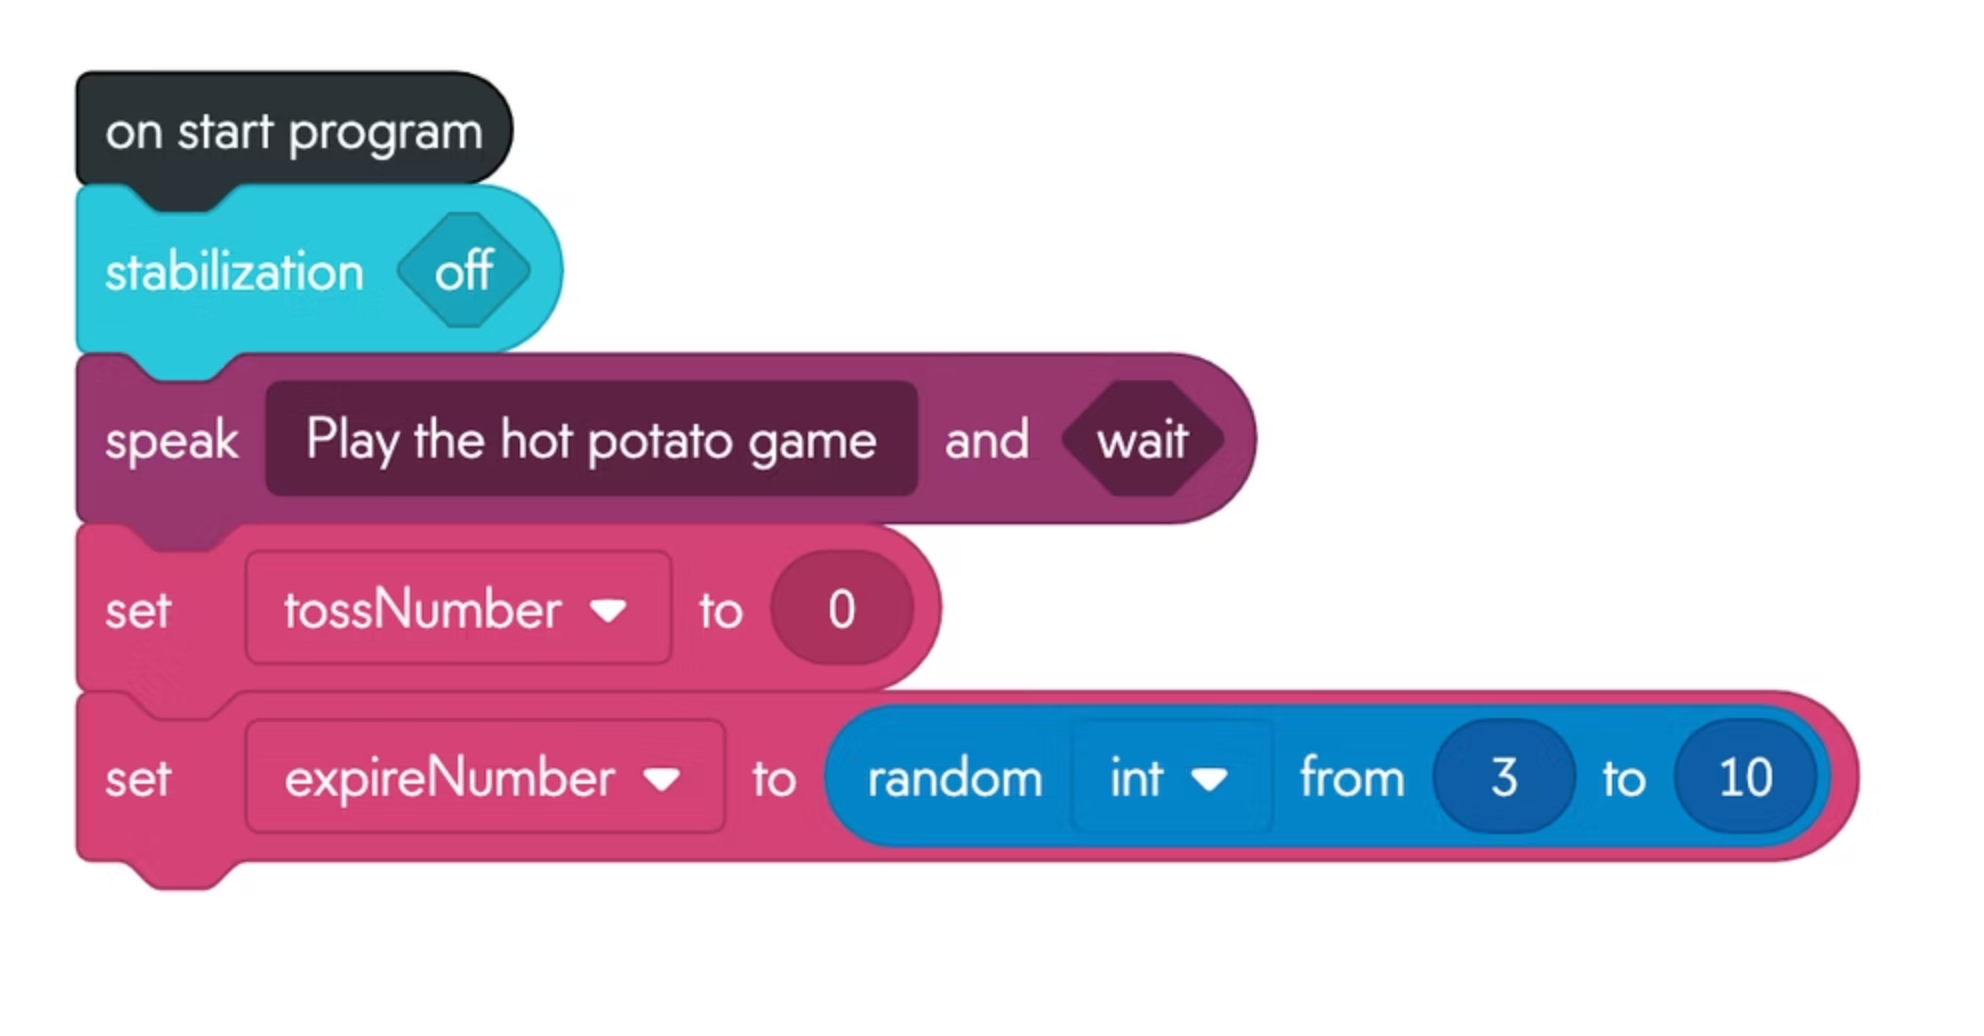 on start program
stabilization off
speak Play the hot potato game and wait
set tossNumber to 0
set expireNumber to random int from 3 to 10